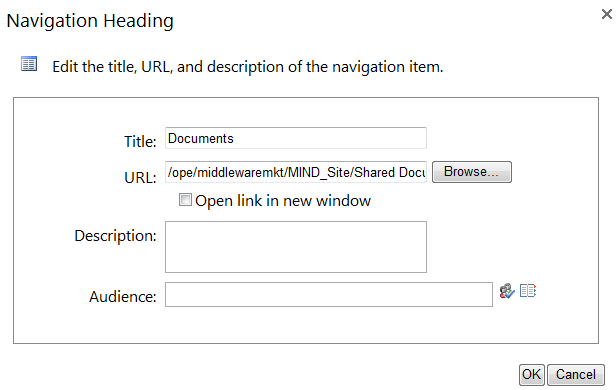 Navigation Heading
Edit the title, URL, and description of the navigation item.
Title: Documents
URL: /ope/middlewaremkt/MIND_Site/Shared Docu Browse...
Open link in new window
Description:
Audience:
OK Cancel